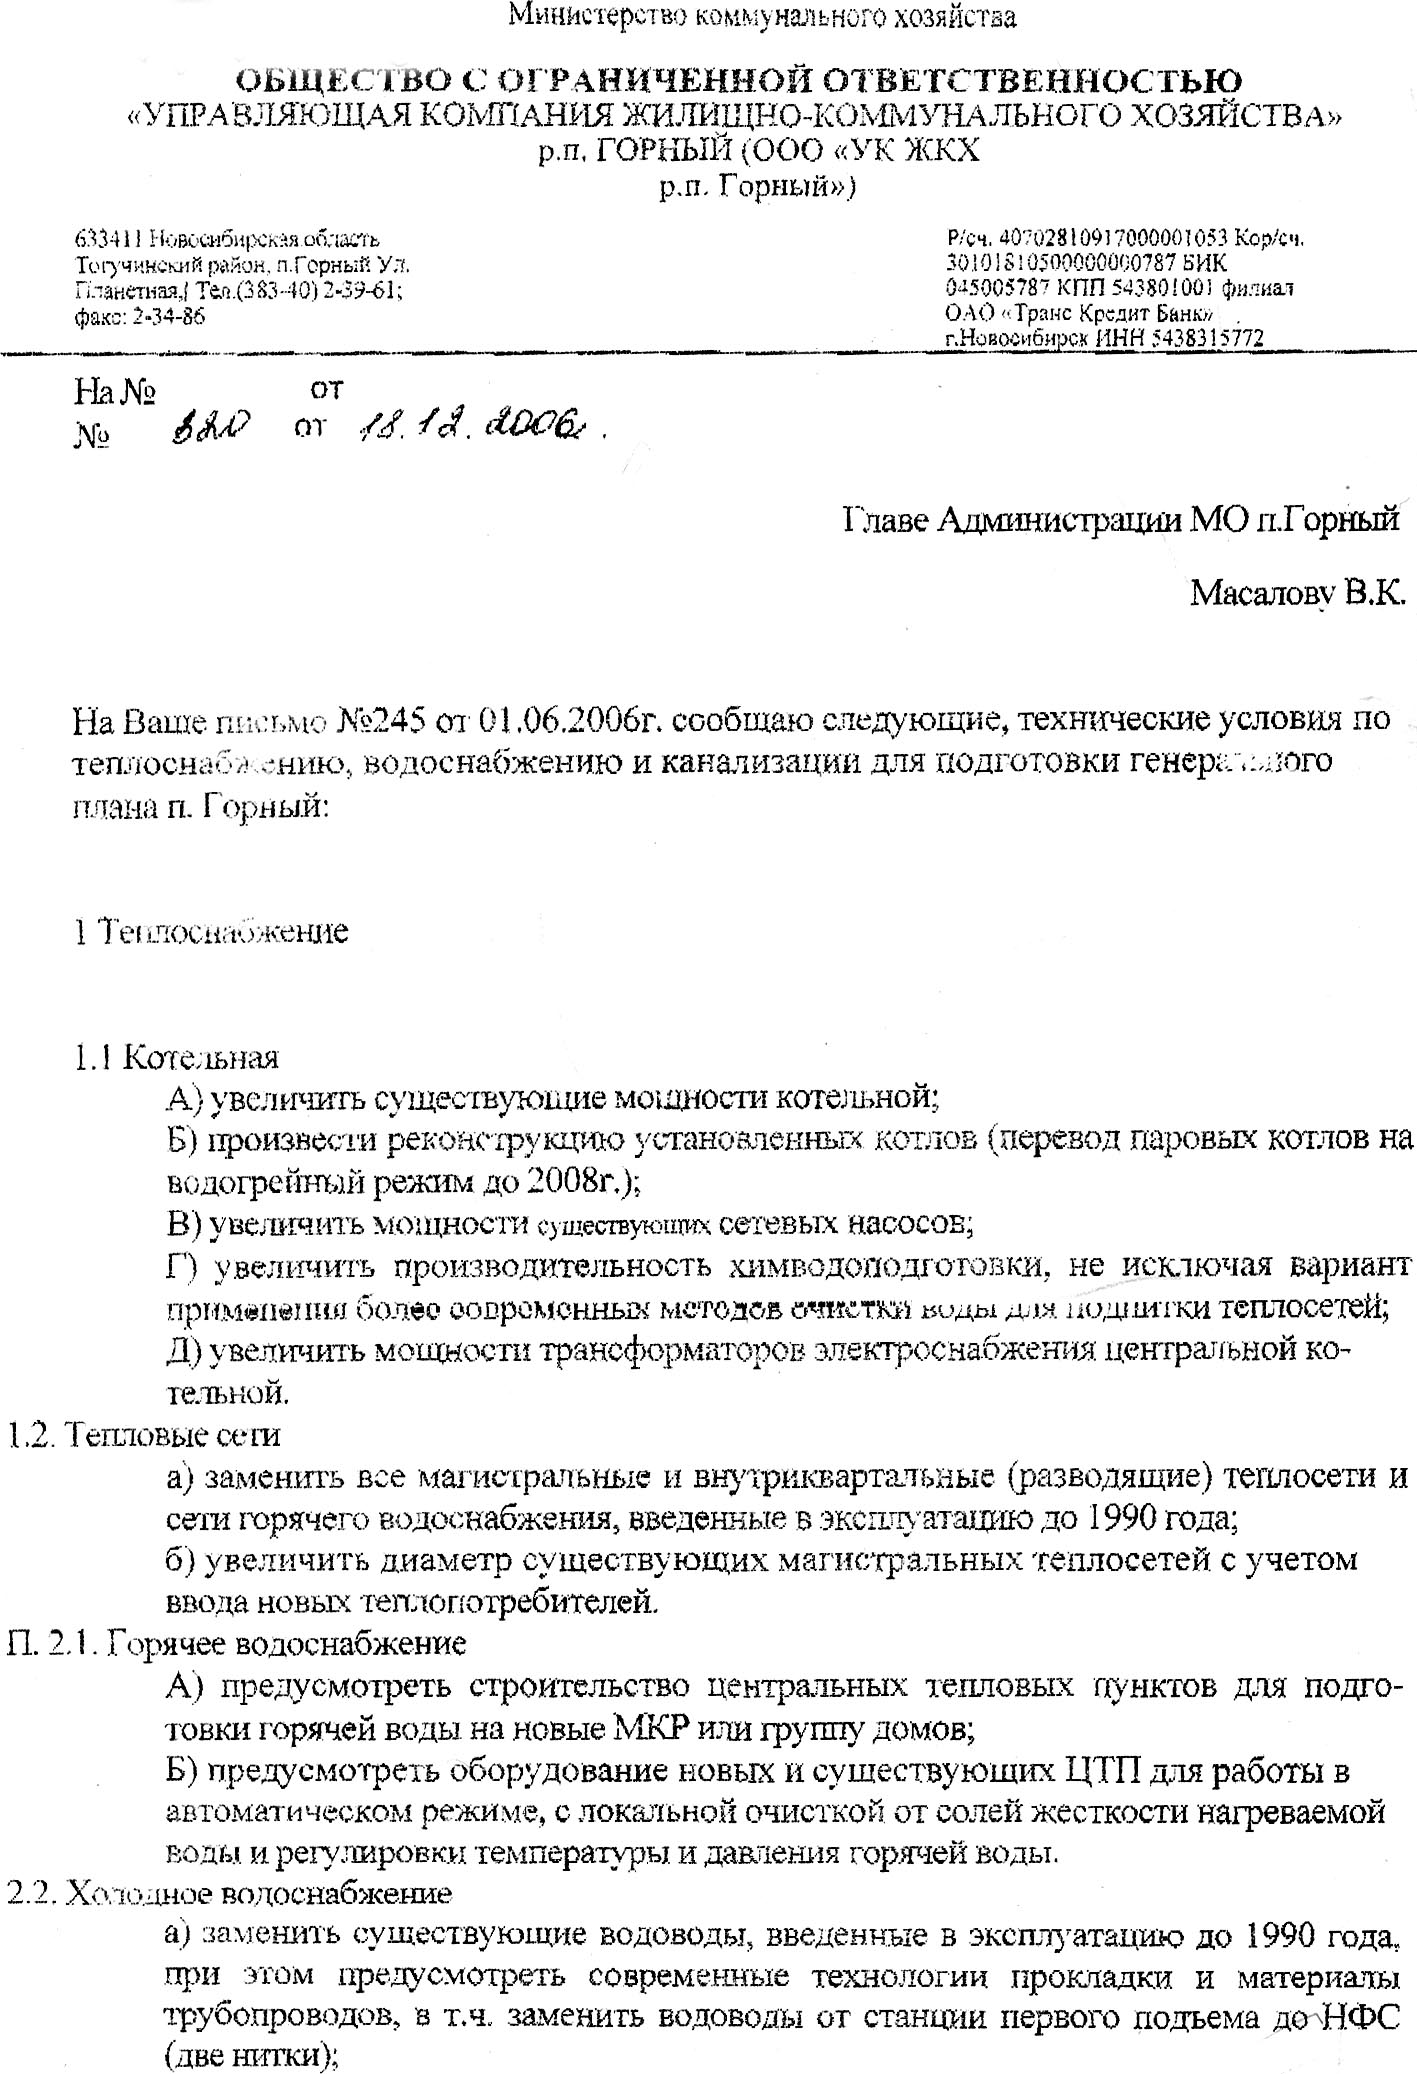 Министерство коммунального хозяйства
ОБЩЕСТВО С ОГРАНИЧЕННОЙ ОТВЕТСТВЕННОСТЬЮ
«УПРАВЛЯЮЩАЯ КОМПАНИЯ ЖИЛИЩНО-КОММУНАЛЬНОГО ХОЗЯЙСТВА»
р.п. ГОРНЫЙ (ООО «УК ЖКХ
р.п. Горный»)
633411 Новосибирская область
Тогучинский район, п.Горный Ул.
Планетная,1 Тел.(383-40) 2-39-61;
факс: 2-34-86
Р/сч. 40702810917000001053 Кор/сч.
30101810500000000787 БИК
045005787 КПП 543801001 филиал
ОАО «Транс Кредит Банк»
г.Новосибирск ИНН 5438315772
На № от
№ 320 от 18.12.2006г.
Главе Администрации МО п.Горный
Масалову В.К.
На Ваше письмо №245 от 01.06.2006г. сообщаю следующие, технические условия по
теплоснабжению, водоснабжению и канализации для подготовки генерального
плана п. Горный:
1 Теплоснабжение
1.1 Котельная
А) увеличить существующие мощности котельной;
Б) произвести реконструкцию установленных котлов (перевод паровых котлов на
водогрейный режим до 2008г.);
В) увеличить мощности существующих сетевых насосов;
Г) увеличить производительность химводоподготовки, не исключая вариант
применения более современных методов очистки воды для подпитки теплосетей;
Д) увеличить мощности трансформаторов электроснабжения центральной ко-
тельной.
1.2. Тепловые сети
а) заменить все магистральные и внутриквартальные (разводящие) теплосети и
сети горячего водоснабжения, введенные в эксплуатацию до 1990 года;
б) увеличить диаметр существующих магистральных теплосетей с учетом
ввода новых теплопотребителей.
П. 2.1. Горячее водоснабжение
А) предусмотреть строительство центральных тепловых пунктов для подго-
товки горячей воды на новые МКР или группу домов;
Б) предусмотреть оборудование новых и существующих ЦТП для работы в
автоматическом режиме, с локальной очисткой от солей жесткости нагреваемой
воды и регулировки температуры и давления горячей воды.
2.2. Холодное водоснабжение
а) заменить существующие водоводы, введенные в эксплуатацию до 1990 года,
при этом предусмотреть современные технологии прокладки и материалы
трубопроводов, в т.ч. заменить водоводы от станции первого подъема до НФС
(две нитки);